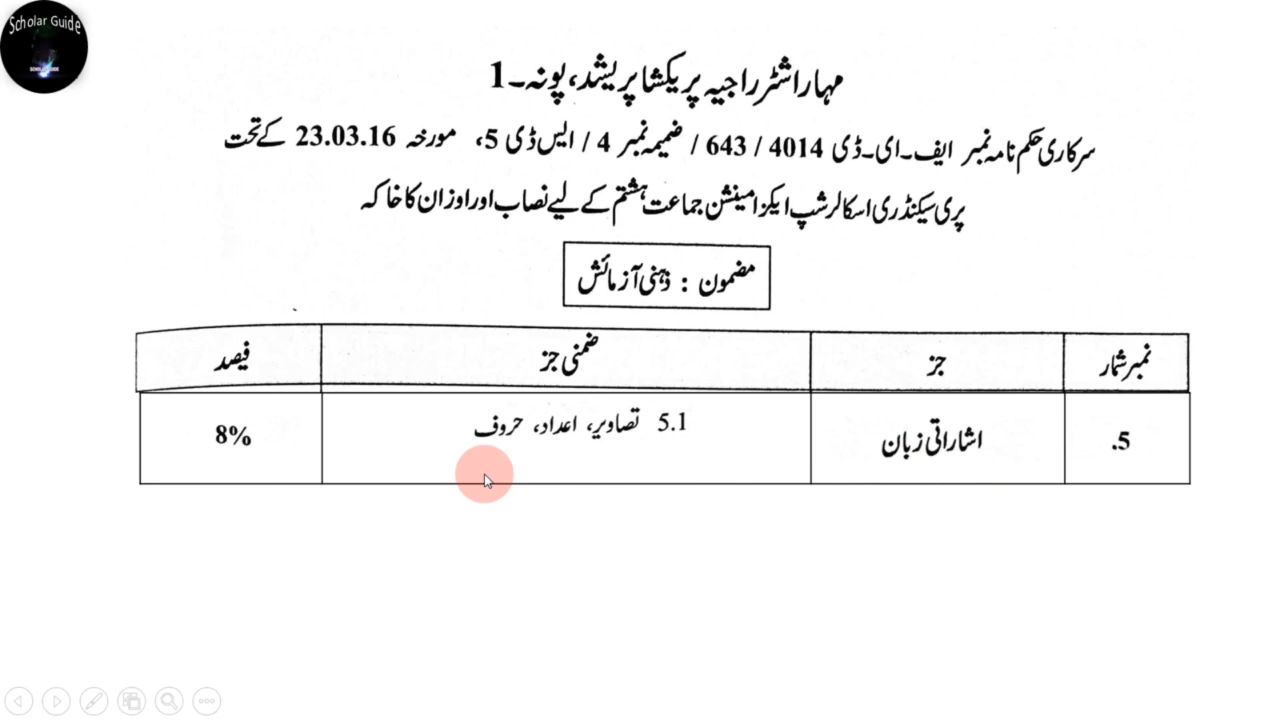 Scholar Guide
SCHOLAR GUIDE
مہاراشٹر راجیہ پریکشا پریشد، پونہ۔1
سرکاری حکم نامہ نمبر ایف۔ای۔ڈی 4014 / 643 / ضمیمہ نمبر 4 / ایس ڈی 5، مورخہ 23.03.16 کے تحت
پری سیکنڈری اسکالرشپ ایکزامینشن جماعت ہشتم کے لیے نصاب اور اوزان کا خاکہ
مضمون : ذہنی آزمائش
نمبر شمار جز ضمنی جز فیصد
5. اشاراتی زبان 5.1 تصاویر، اعداد، حروف 8%